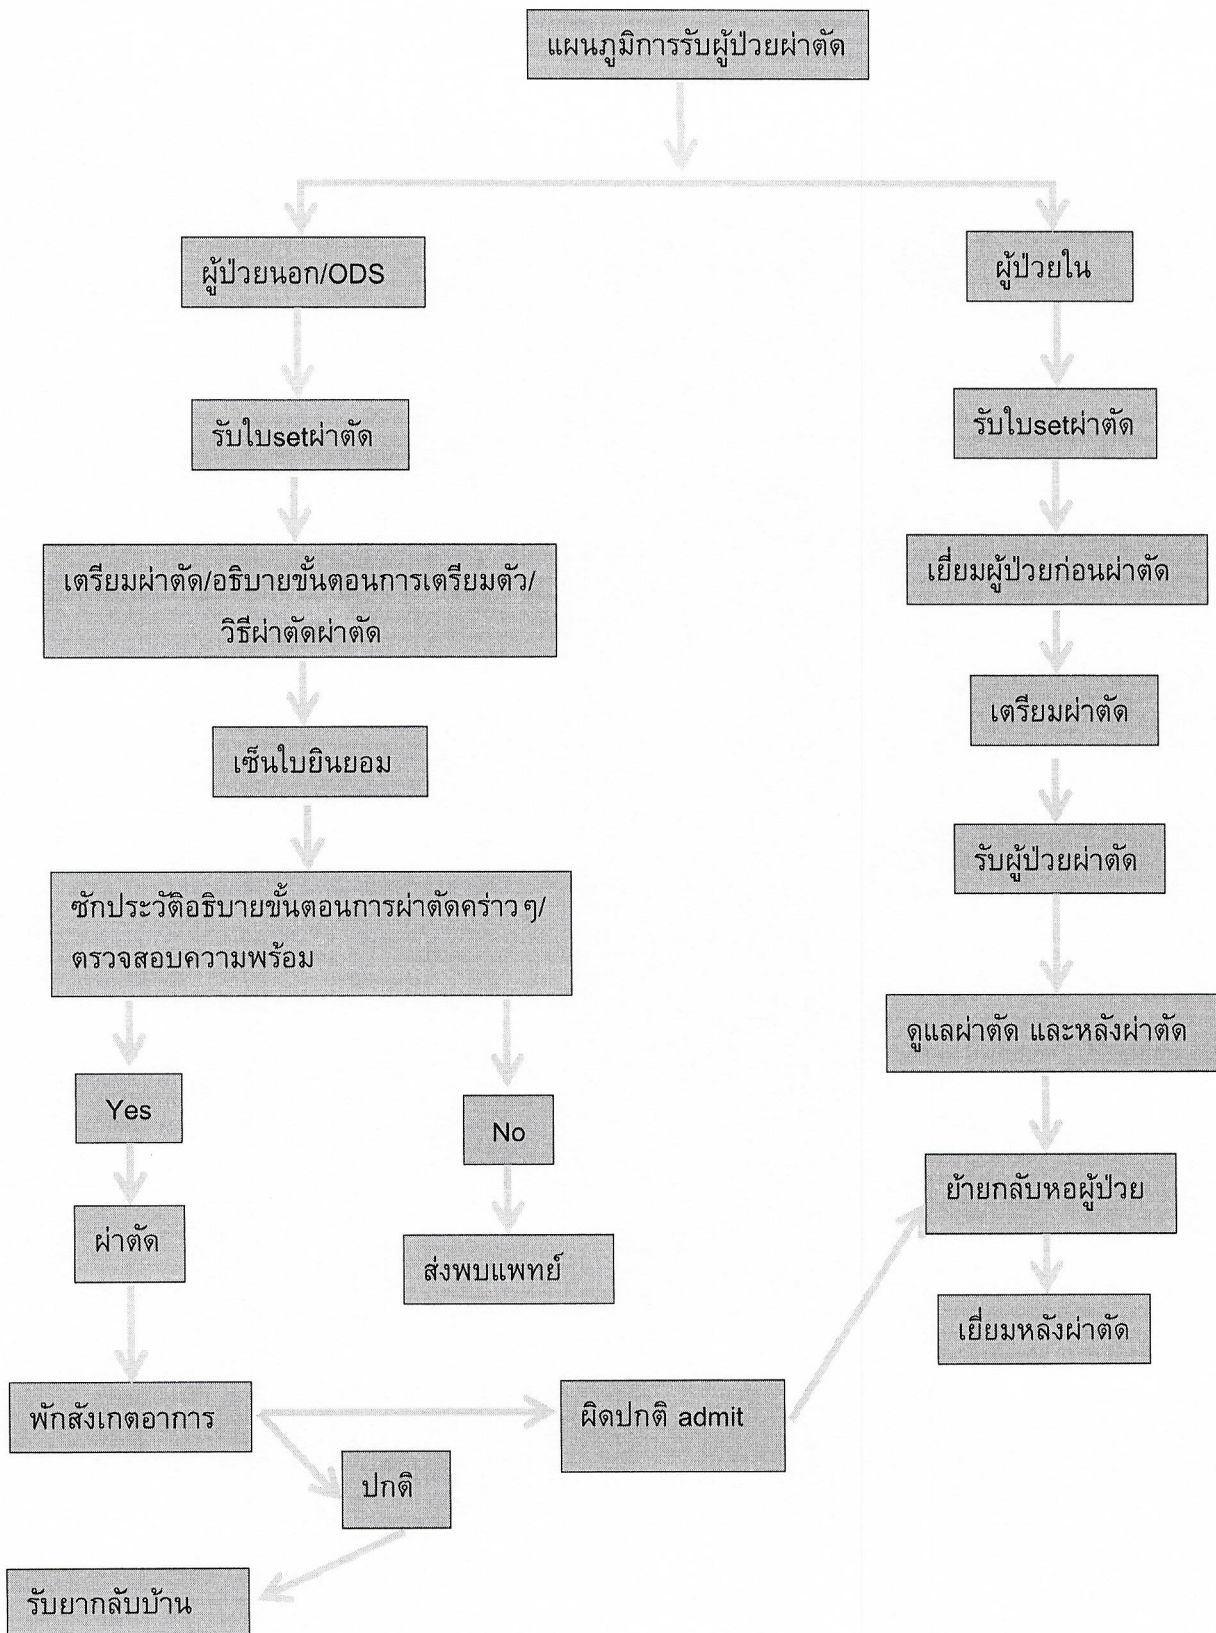 แผนภูมิการรับผู้ป่วยผ่าตัด
ผู้ป่วยนอก/ODS
รับใบsetผ่าตัด
เตรียมผ่าตัด/อธิบายขั้นตอนการเตรียมตัว/
วิธีผ่าตัดผ่าตัด
เซ็นใบยินยอม
ซักประวัติอธิบายขั้นตอนการผ่าตัดคร่าว ๆ/
ตรวจสอบความพร้อม
Yes
No
ผ่าตัด
ส่งพบแพทย์
พักสังเกตอาการ
ผิดปกติ admit
ปกติ
รับยากลับบ้าน
ผู้ป่วยใน
รับใบsetผ่าตัด
เยี่ยมผู้ป่วยก่อนผ่าตัด
เตรียมผ่าตัด
รับผู้ป่วยผ่าตัด
ดูแลผ่าตัด และหลังผ่าตัด
ย้ายกลับหอผู้ป่วย
เยี่ยมหลังผ่าตัด